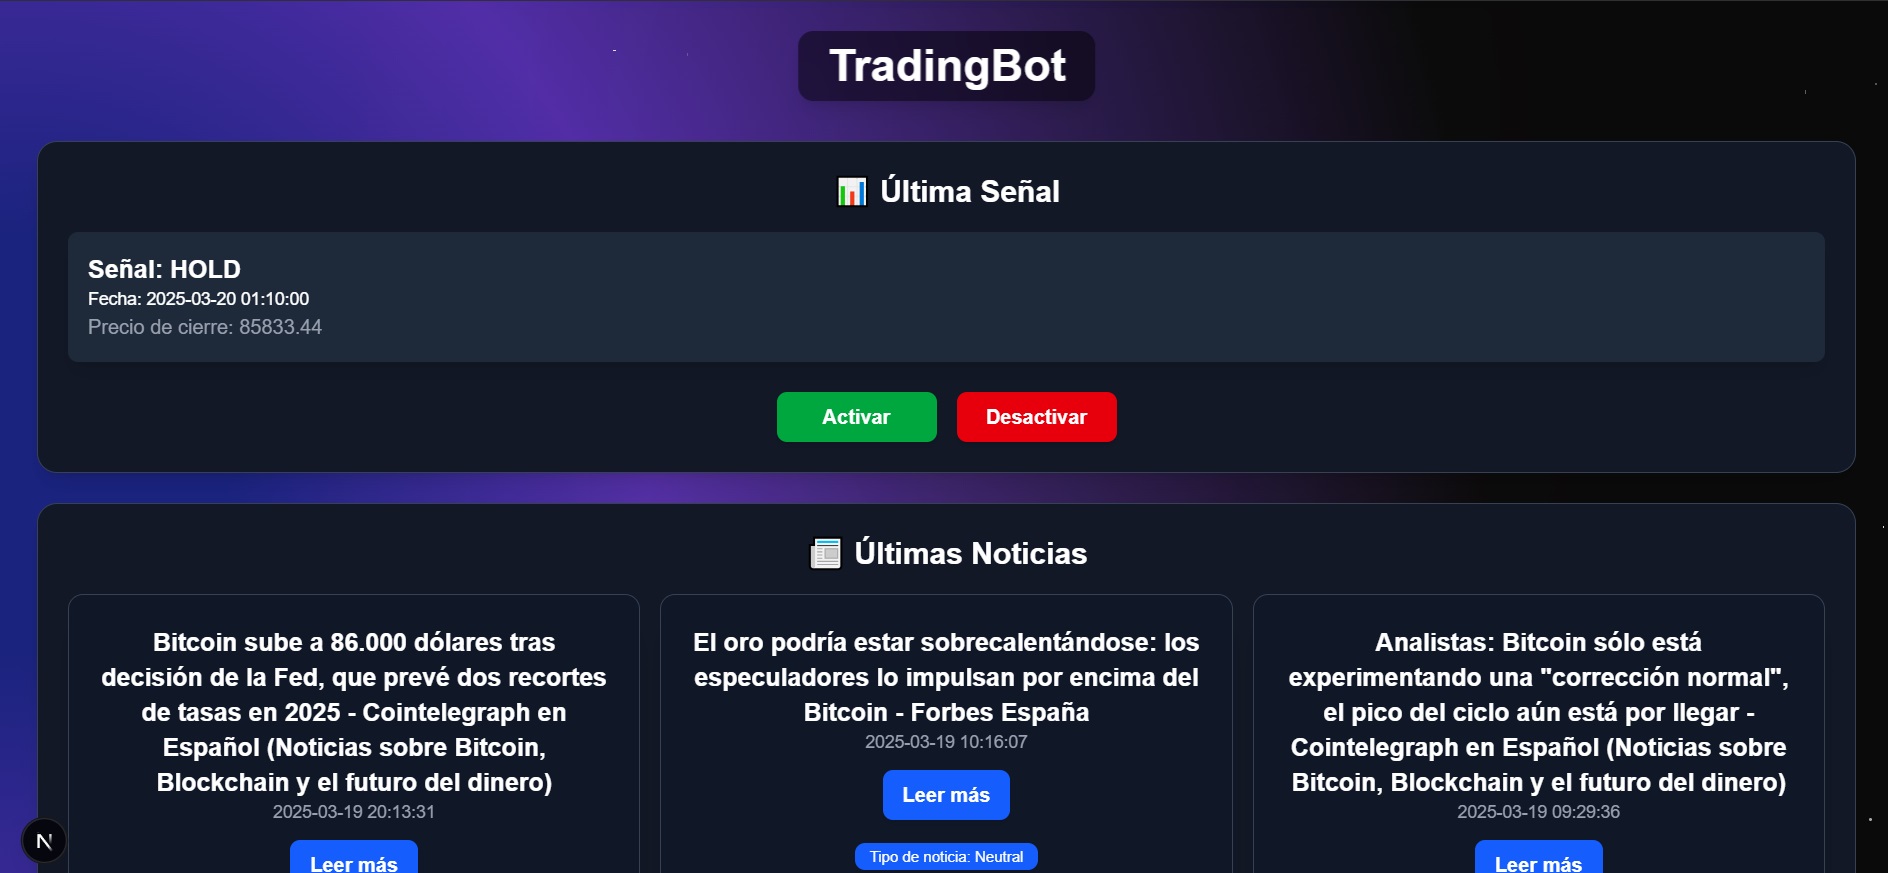 TradingBot
Última Señal
Señal: HOLD
Fecha: 2025-03-20 01:10:00
Precio de cierre: 85833.44
Activar
Desactivar
Últimas Noticias
Bitcoin sube a 86.000 dólares tras
decisión de la Fed, que prevé dos recortes
de tasas en 2025 - Cointelegraph en
Español (Noticias sobre Bitcoin,
Blockchain y el futuro del dinero)
2025-03-19 20:13:31
Leer más
El oro podría estar sobrecalentándose: los
especuladores lo impulsan por encima del
Bitcoin - Forbes España
2025-03-19 10:16:07
Leer más
Tipo de noticia: Neutral
Analistas: Bitcoin sólo está
experimentando una "corrección normal",
el pico del ciclo aún está por llegar -
Cointelegraph en Español (Noticias sobre
Bitcoin, Blockchain y el futuro del dinero)
2025-03-19 09:29:36
Leer más
N